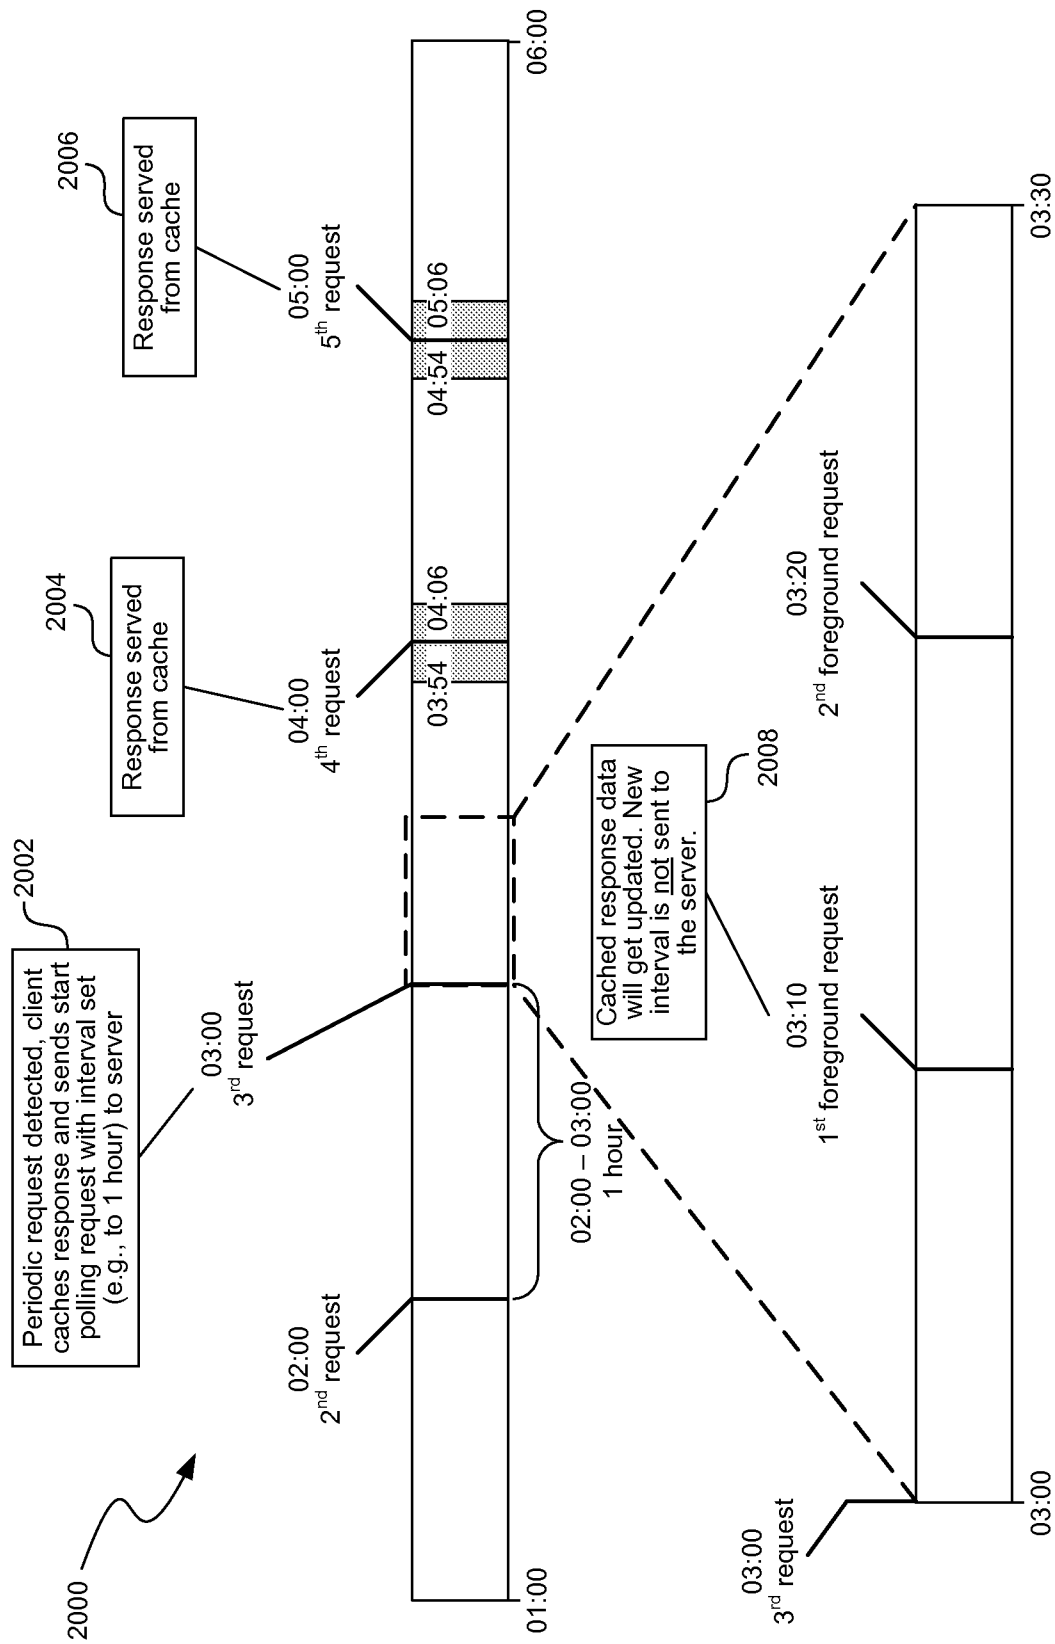 2000
2002
Periodic request detected, client
caches response and sends start
polling request with interval set
(e.g., to 1 hour) to server
2004
Response served
from cache
2006
Response served
from cache
02:00
2nd request
03:00
3rd request
04:00
4th request
05:00
5th request
03:54
04:06
04:54
05:06
01:00
06:00
02:00 – 03:00
1 hour
Cached response data
will get updated. New
interval is not sent to
the server.
2008
03:00
3rd request
03:10
1st foreground request
03:20
2nd foreground request
03:00
03:30